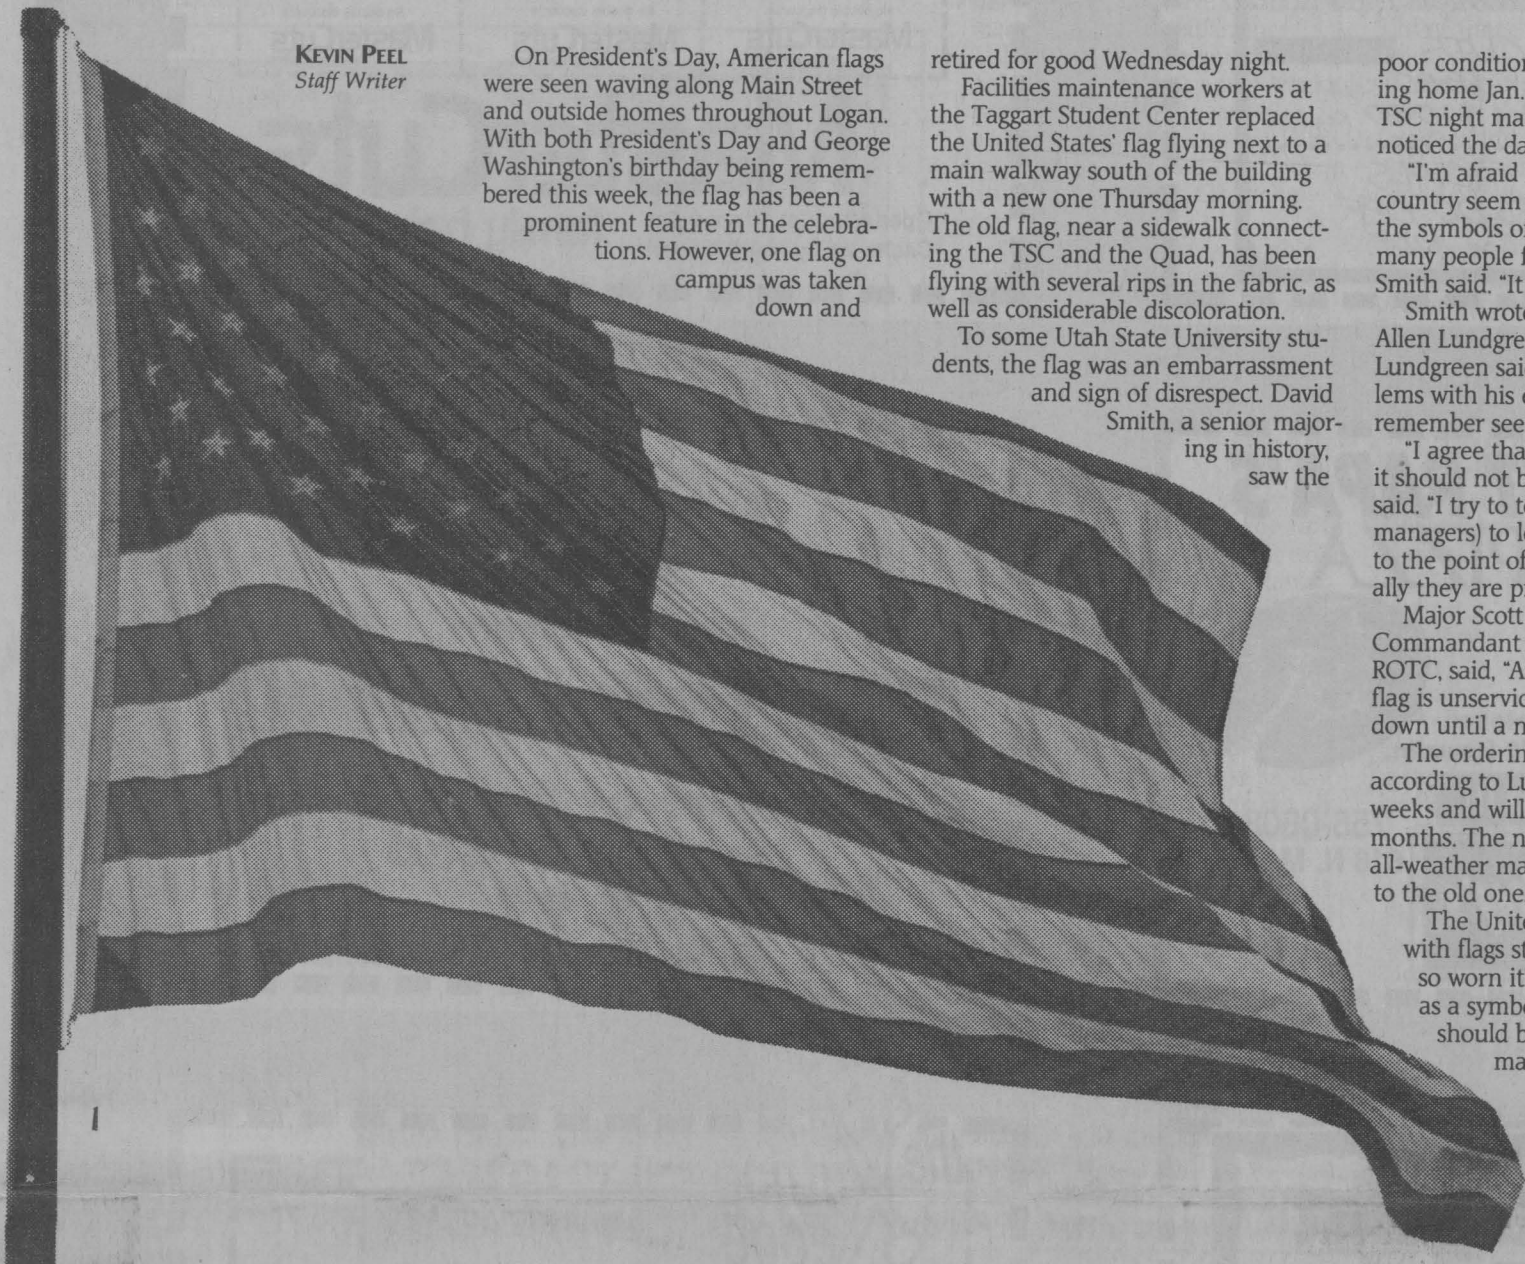 KEVIN PEEL
Staff Writer
On President's Day, American flags
were seen waving along Main Street
and outside homes throughout Logan.
With both President's Day and George
Washington's birthday being remem-
bered this week, the flag has been a
prominent feature in the celebra-
tions. However, one flag on
campus was taken
down and
retired for good Wednesday night.
Facilities maintenance workers at
the Taggart Student Center replaced
the United States' flag flying next to a
main walkway south of the building
with a new one Thursday morning.
The old flag, near a sidewalk connect-
ing the TSC and the Quad, has been
flying with several rips in the fabric, as
well as considerable discoloration.
To some Utah State University stu-
dents, the flag was an embarrassment
and sign of disrespect. David
Smith, a senior major-
ing in history,
saw the
poor condition
ing home Jan.
TSC night ma
noticed the da
"I'm afraid
country seem
the symbols o
many people f
Smith said. "It
Smith wrote
Allen Lundgre
Lundgreen sai
lems with his
remember see
"I agree tha
it should not b
said. "I try to t
managers) to l
to the point of
ally they are p
Major Scott
Commandant
ROTC, said, "A
flag is unservic
down until a n
The orderin
according to Lu
weeks and will
months. The n
all-weather ma
to the old one
The Unite
with flags st
so worn it
as a symbo
should b
ma